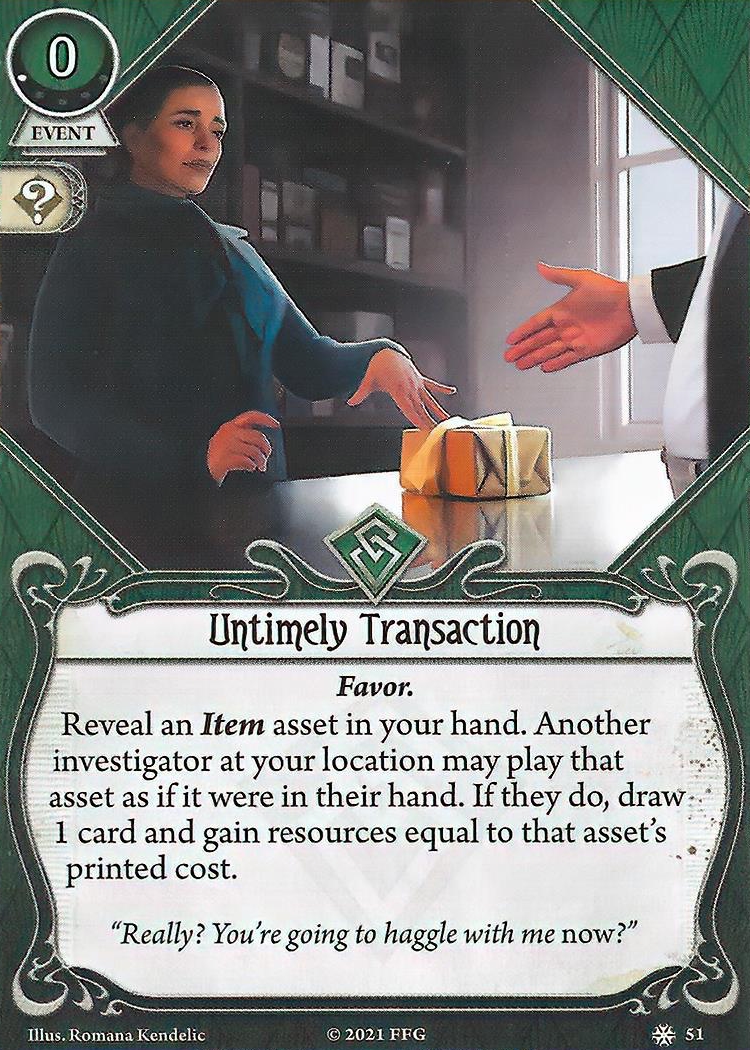 0
EVENT
?
Untimely Transaction
Favor.
Reveal an Item asset in your hand. Another
investigator at your location may play that
asset as if it were in their hand. If they do, draw
1 card and gain resources equal to that asset's
printed cost.
"Really? You're going to haggle with me now?"
Illus. Romana Kendelic © 2021 FFG 51